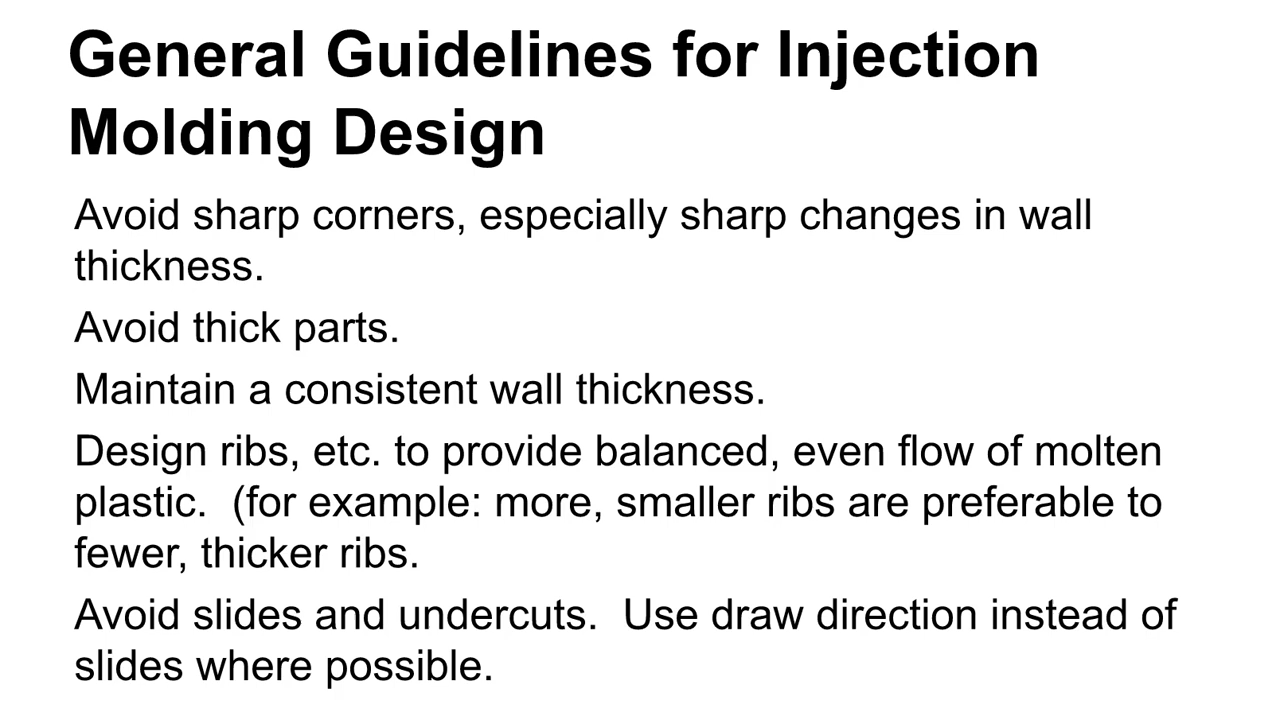 General Guidelines for Injection
Molding Design
Avoid sharp corners, especially sharp changes in wall
thickness.
Avoid thick parts.
Maintain a consistent wall thickness.
Design ribs, etc. to provide balanced, even flow of molten
plastic.  (for example: more, smaller ribs are preferable to
fewer, thicker ribs.
Avoid slides and undercuts.  Use draw direction instead of
slides where possible.